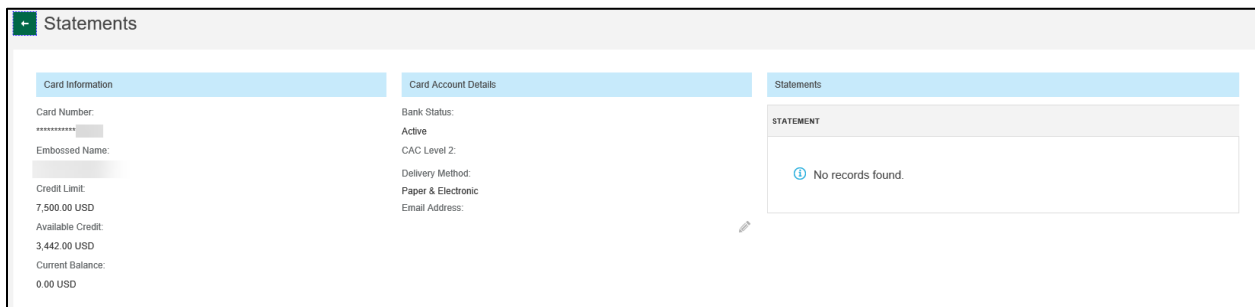 Statements
Card Information
Card Number:
***********
Embossed Name:
Credit Limit:
7,500.00 USD
Available Credit:
3,442.00 USD
Current Balance:
0.00 USD
Card Account Details
Bank Status:
Active
CAC Level 2:
Delivery Method:
Paper & Electronic
Email Address:
Statements
STATEMENT
No records found.